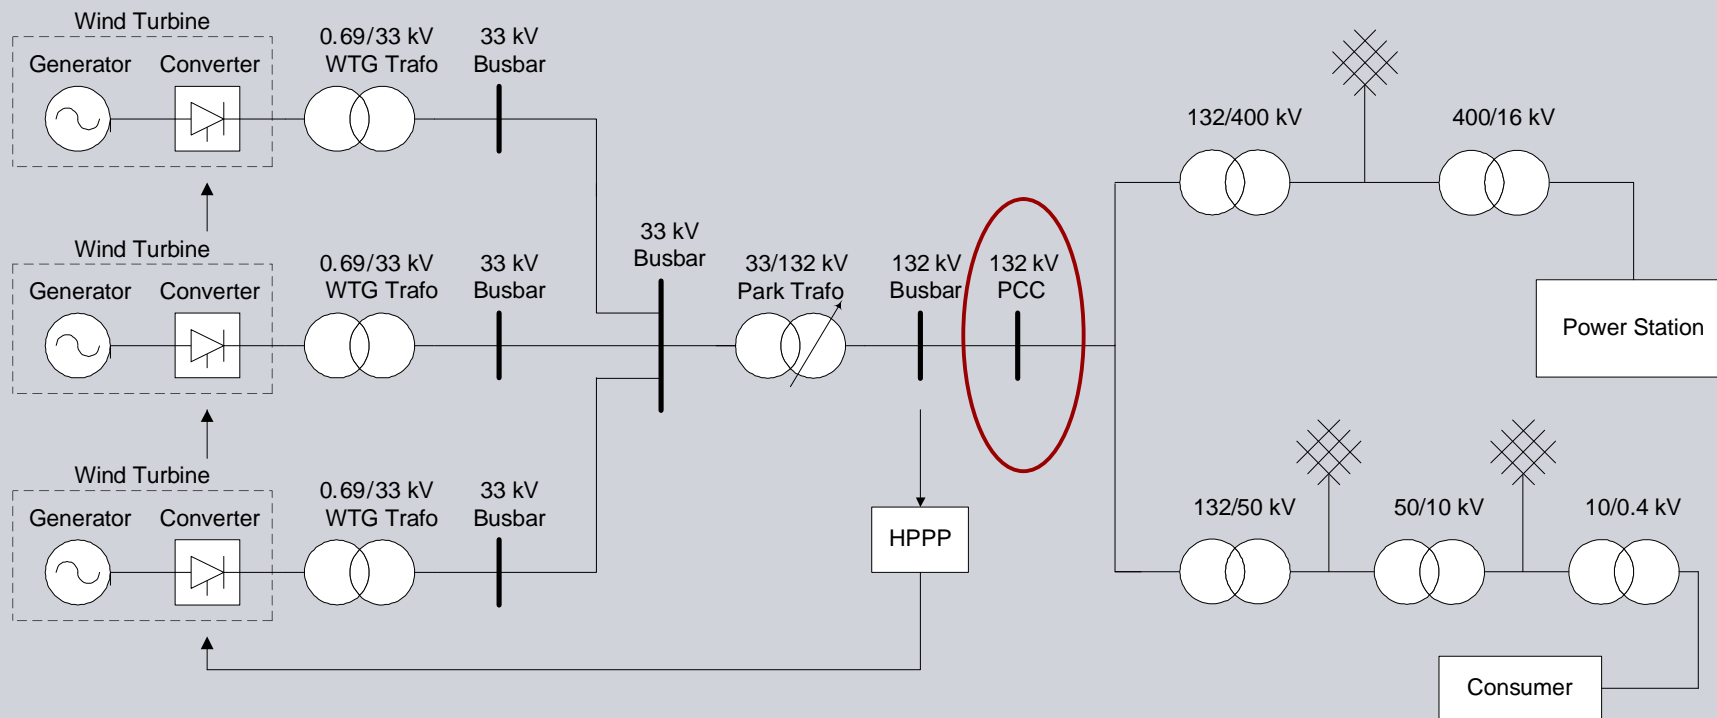 Wind Turbine
Generator
Converter
0.69/33 kV
WTG Trafo
33 kV
Busbar
Wind Turbine
Generator
Converter
0.69/33 kV
WTG Trafo
33 kV
Busbar
Wind Turbine
Generator
Converter
0.69/33 kV
WTG Trafo
33 kV
Busbar
33 kV
Busbar
33/132 kV
Park Trafo
132 kV
Busbar
132 kV
PCC
HPPP
132/400 kV
400/16 kV
Power Station
132/50 kV
50/10 kV
10/0.4 kV
Consumer